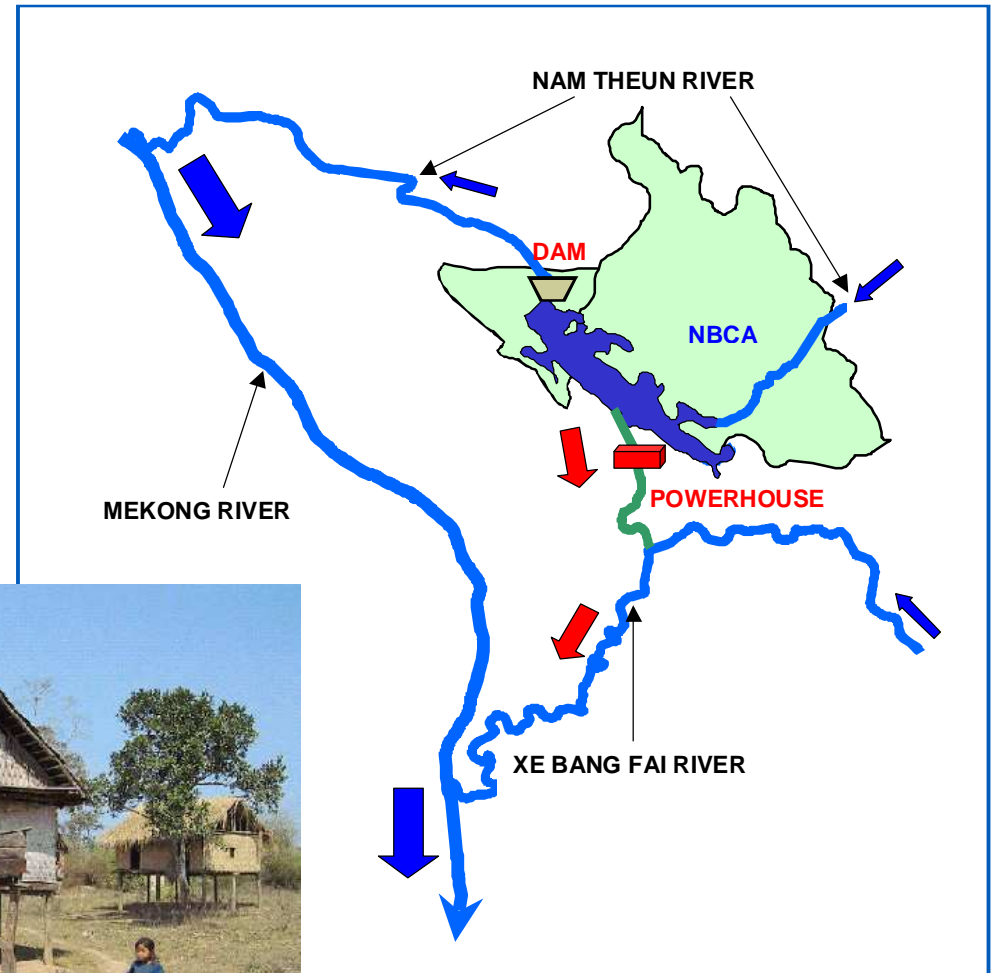 NAM THEUN RIVER
DAM
NBCA
MEKONG RIVER
POWERHOUSE
XE BANG FAI RIVER